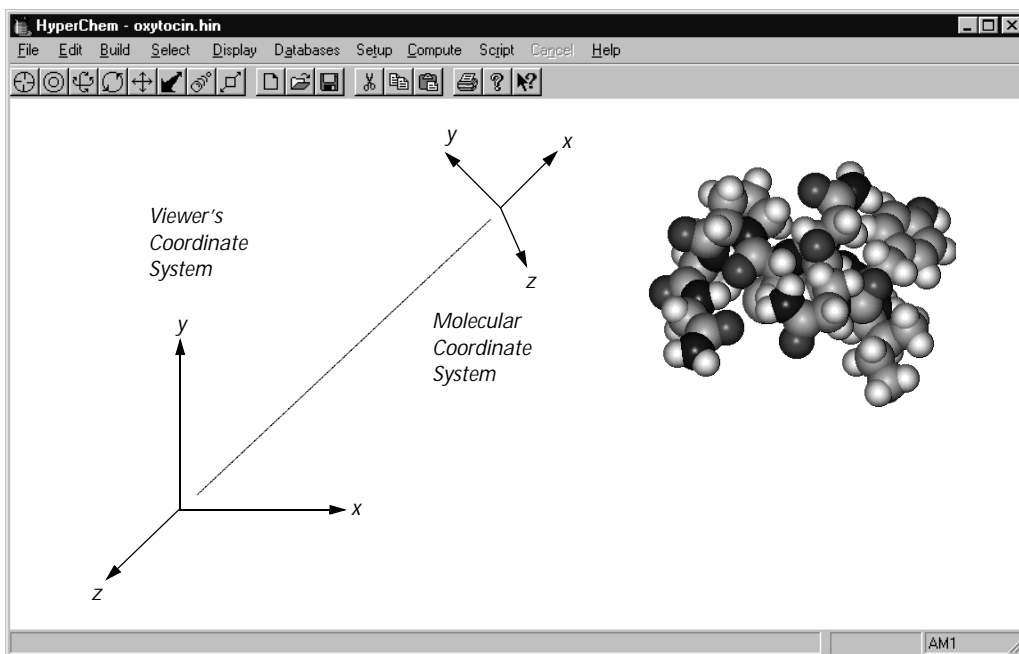 HyperChem - oxytocin.hin
File Edit Build Select Display Databases Setup Compute Script Cancel Help
y
x
z
Viewer's
Coordinate
System
Molecular
Coordinate
System
y
x
z
AM1